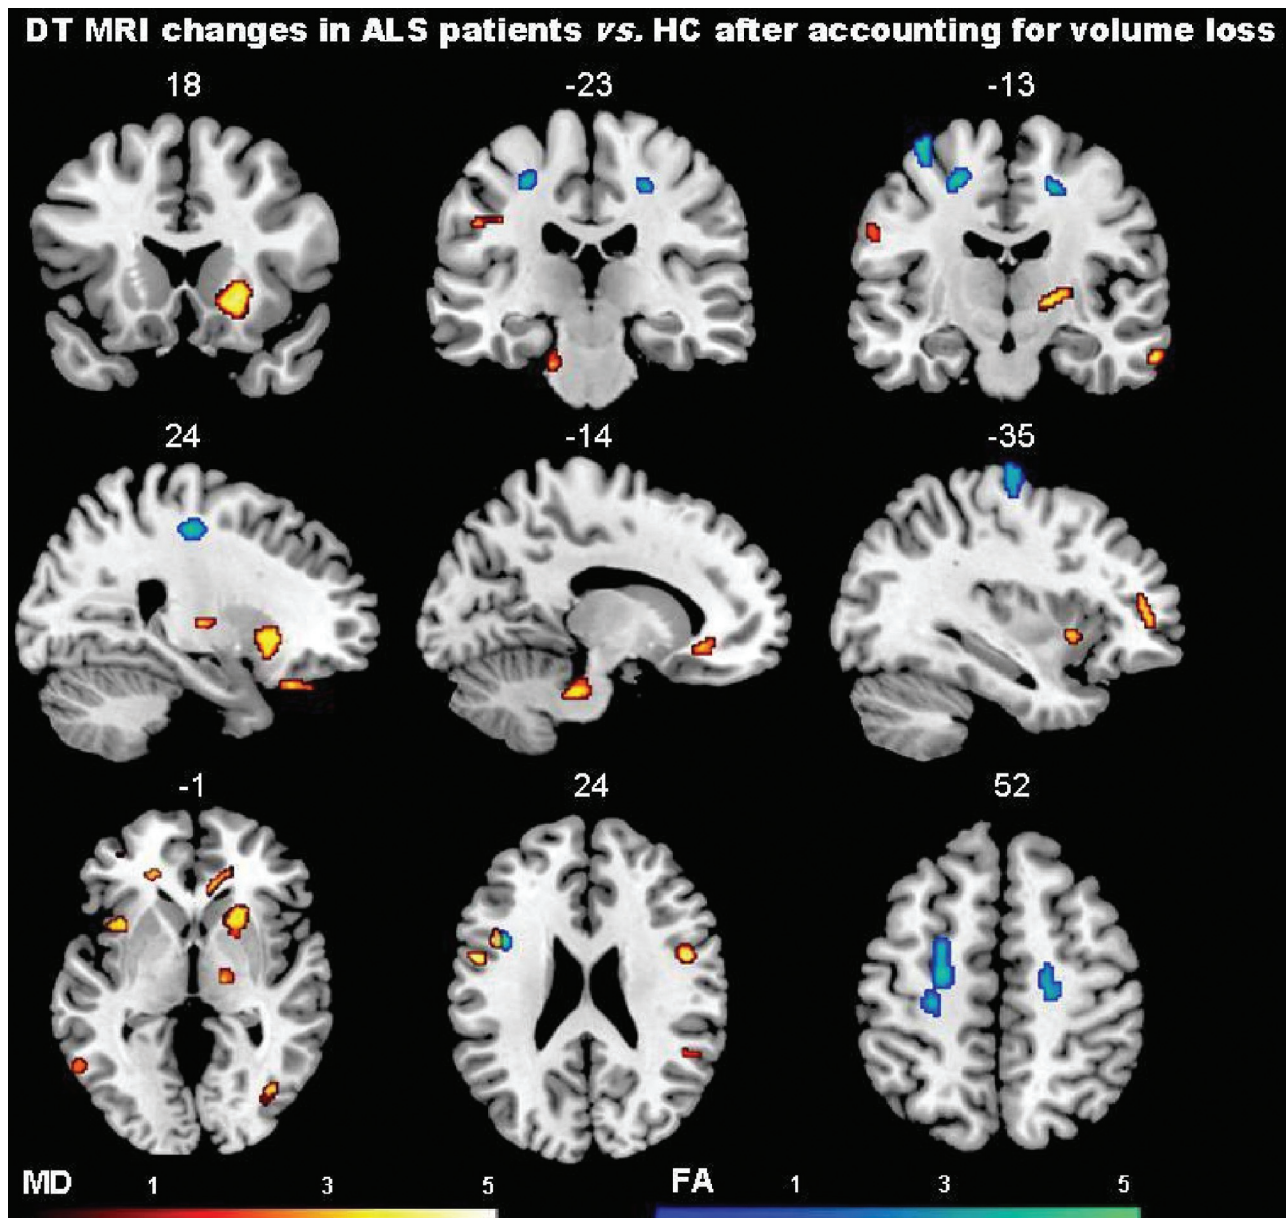 DT MRI changes in ALS patients vs. HC after accounting for volume loss
18 -23 -13
24 -14 -35
-1 24 52
MD 1 3 5 FA 1 3 5